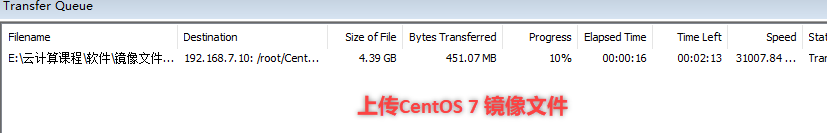 Transfer Queue
Filename Destination Size of File Bytes Transferred Progress Elapsed Time Time Left Speed Stat
E:\云计算课程\软件\镜像文件... 192.168.7.10: /root/Cent... 4.39 GB 451.07 MB 10% 00:00:16 00:02:13 31007.84 ... Tran
上传CentOS 7 镜像文件